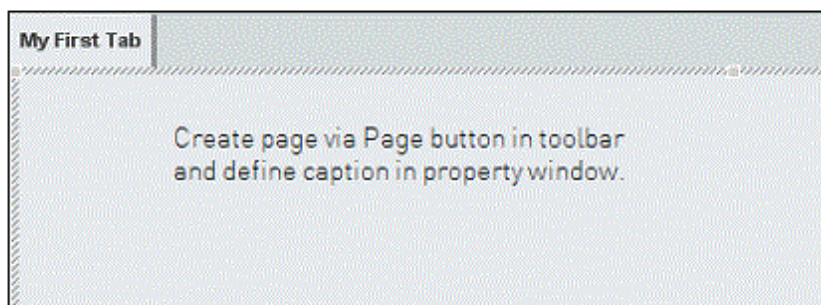 My First Tab
Create page via Page button in toolbar
and define caption in property window.